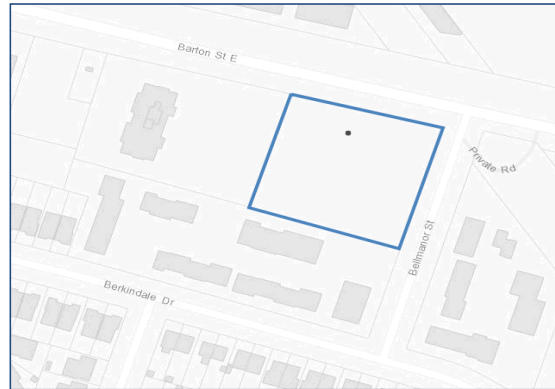 Barton St E
Private Rd
Bellmanor St
Berkindale Dr